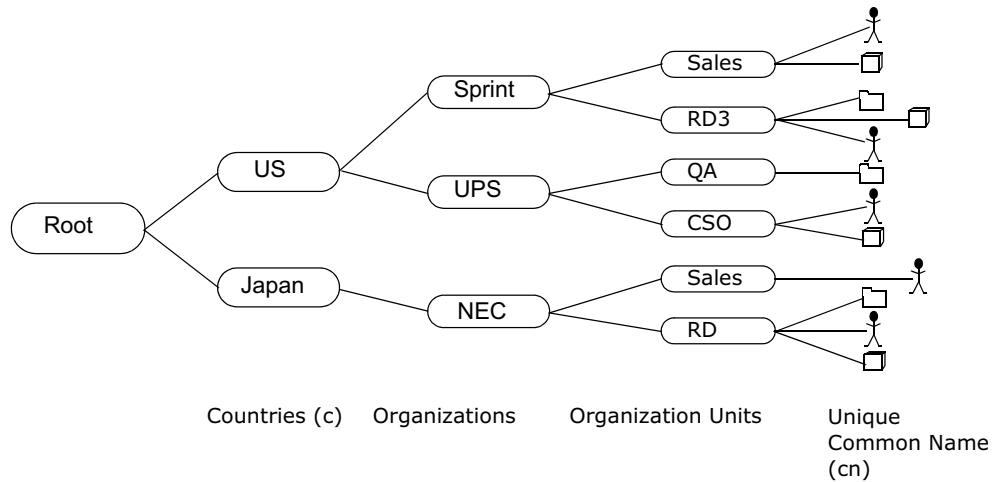 Sales
Sprint
RD3
US
QA
UPS
Root
CSO
Japan
Sales
NEC
RD
Countries (c)
Organizations
Organization Units
Unique
Common Name
(cn)